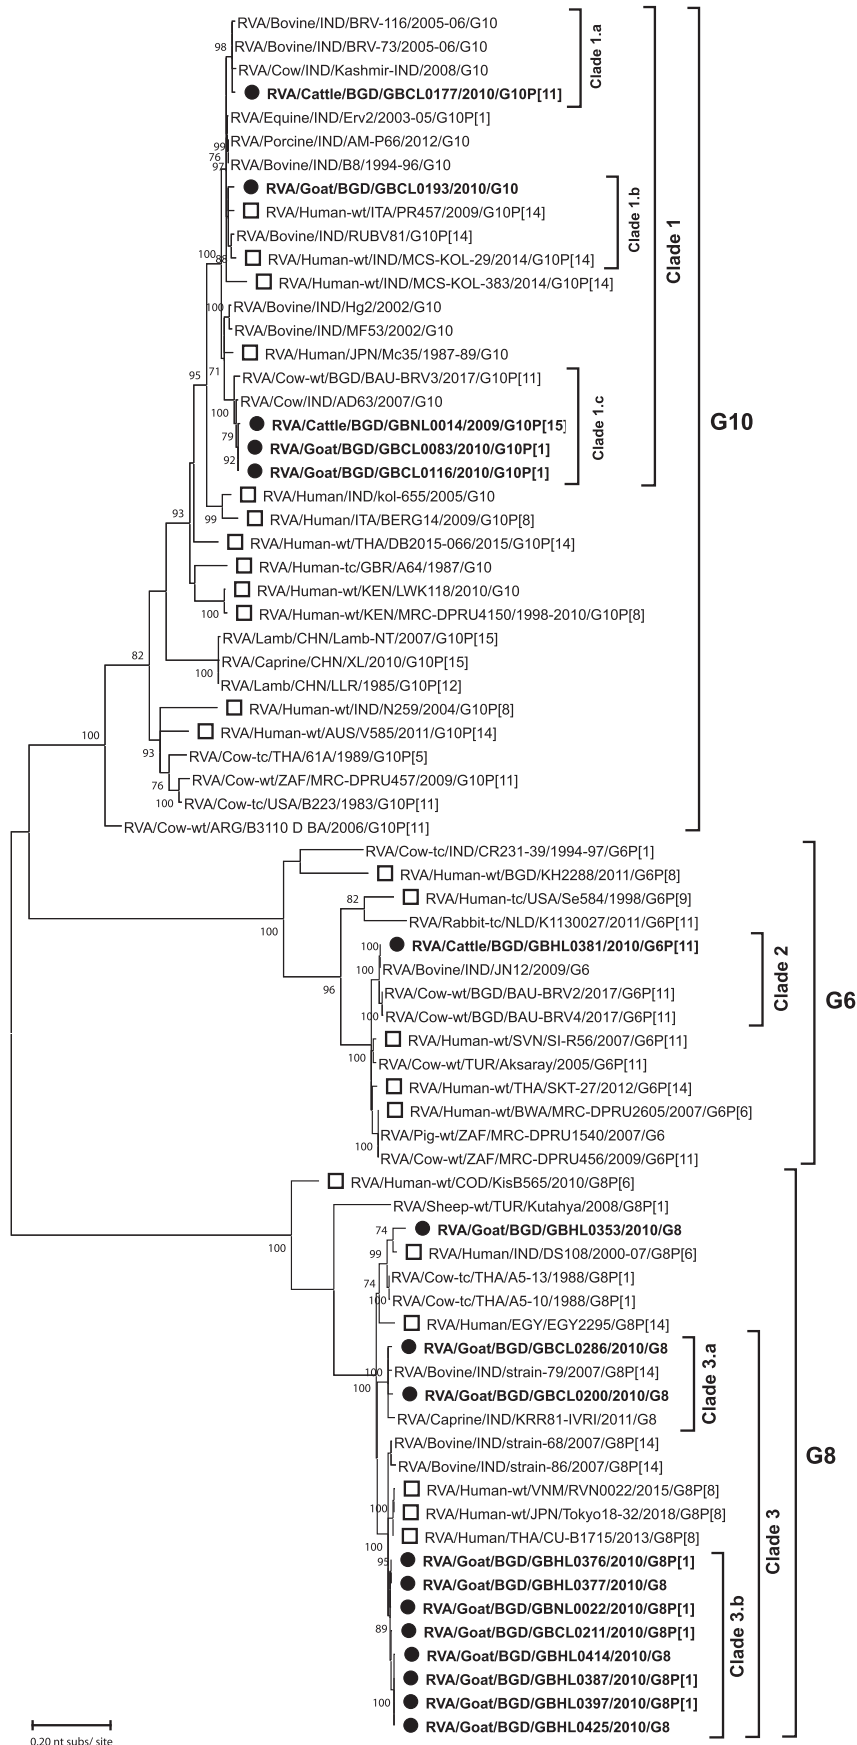 RVA/Bovine/IND/BRV-116/2005-06/G10
RVA/Bovine/IND/BRV-73/2005-06/G10
98
RVA/Cow/IND/Kashmir-IND/2008/G10
RVA/Cattle/BGD/GBCL0177/2010/G10P[11]
Clade 1.a
RVA/Equine/IND/Erv2/2003-05/G10P[1]
RVA/Porcine/IND/AM-P66/2012/G10
99
76
RVA/Bovine/IND/B8/1994-96/G10
97
RVA/Goat/BGD/GBCL0193/2010/G10
RVA/Human-wt/ITA/PR457/2009/G10P[14]
Clade 1.b
RVA/Bovine/IND/RUBV81/G10P[14]
Clade 1
100
88
RVA/Human-wt/IND/MCS-KOL-29/2014/G10P[14]
RVA/Human-wt/IND/MCS-KOL-383/2014/G10P[14]
100
RVA/Bovine/IND/Hg2/2002/G10
RVA/Bovine/IND/MF53/2002/G10
RVA/Human/JPN/Mc35/1987-89/G10
71
95
RVA/Cow-wt/BGD/BAU-BRV3/2017/G10P[11]
RVA/Cow/IND/AD63/2007/G10
100
RVA/Cattle/BGD/GBNL0014/2009/G10P[15]
Clade 1.c
G10
79
RVA/Goat/BGD/GBCL0083/2010/G10P[1]
92
RVA/Goat/BGD/GBCL0116/2010/G10P[1]
RVA/Human/IND/kol-655/2005/G10
93
99
RVA/Human/ITA/BERG14/2009/G10P[8]
RVA/Human-wt/THA/DB2015-066/2015/G10P[14]
RVA/Human-tc/GBR/A64/1987/G10
RVA/Human-wt/KEN/LWK118/2010/G10
100
RVA/Human-wt/KEN/MRC-DPRU4150/1998-2010/G10P[8]
RVA/Lamb/CHN/Lamb-NT/2007/G10P[15]
82
RVA/Caprine/CHN/XL/2010/G10P[15]
100
RVA/Lamb/CHN/LLR/1985/G10P[12]
RVA/Human-wt/IND/N259/2004/G10P[8]
100
RVA/Human-wt/AUS/V585/2011/G10P[14]
93
RVA/Cow-tc/THA/61A/1989/G10P[5]
76
RVA/Cow-wt/ZAF/MRC-DPRU457/2009/G10P[11]
100
RVA/Cow-tc/USA/B223/1983/G10P[11]
RVA/Cow-wt/ARG/B3110 D BA/2006/G10P[11]
RVA/Cow-tc/IND/CR231-39/1994-97/G6P[1]
RVA/Human-wt/BGD/KH2288/2011/G6P[8]
82
RVA/Human-tc/USA/Se584/1998/G6P[9]
RVA/Rabbit-tc/NLD/K1130027/2011/G6P[11]
100
100
RVA/Cattle/BGD/GBHL0381/2010/G6P[11]
100
RVA/Bovine/IND/JN12/2009/G6
Clade 2
96
RVA/Cow-wt/BGD/BAU-BRV2/2017/G6P[11]
G6
100
RVA/Cow-wt/BGD/BAU-BRV4/2017/G6P[11]
RVA/Human-wt/SVN/SI-R56/2007/G6P[11]
100
RVA/Cow-wt/TUR/Aksaray/2005/G6P[11]
RVA/Human-wt/THA/SKT-27/2012/G6P[14]
RVA/Human-wt/BWA/MRC-DPRU2605/2007/G6P[6]
RVA/Pig-wt/ZAF/MRC-DPRU1540/2007/G6
100
RVA/Cow-wt/ZAF/MRC-DPRU456/2009/G6P[11]
RVA/Human-wt/COD/KisB565/2010/G8P[6]
RVA/Sheep-wt/TUR/Kutahya/2008/G8P[1]
74
RVA/Goat/BGD/GBHL0353/2010/G8
100
99
RVA/Human/IND/DS108/2000-07/G8P[6]
74
RVA/Cow-tc/THA/A5-13/1988/G8P[1]
100
RVA/Cow-tc/THA/A5-10/1988/G8P[1]
RVA/Human/EGY/EGY2295/G8P[14]
RVA/Goat/BGD/GBCL0286/2010/G8
100
RVA/Bovine/IND/strain-79/2007/G8P[14]
Clade 3.a
100
RVA/Goat/BGD/GBCL0200/2010/G8
RVA/Caprine/IND/KRR81-IVRI/2011/G8
RVA/Bovine/IND/strain-68/2007/G8P[14]
G8
RVA/Bovine/IND/strain-86/2007/G8P[14]
RVA/Human-wt/VNM/RVN0022/2015/G8P[8]
100
RVA/Human-wt/JPN/Tokyo18-32/2018/G8P[8]
RVA/Human/THA/CU-B1715/2013/G8P[8]
Clade 3
100
95
RVA/Goat/BGD/GBHL0376/2010/G8P[1]
RVA/Goat/BGD/GBHL0377/2010/G8
RVA/Goat/BGD/GBNL0022/2010/G8P[1]
89
RVA/Goat/BGD/GBCL0211/2010/G8P[1]
Clade 3.b
RVA/Goat/BGD/GBHL0414/2010/G8
RVA/Goat/BGD/GBHL0387/2010/G8P[1]
100
RVA/Goat/BGD/GBHL0397/2010/G8P[1]
RVA/Goat/BGD/GBHL0425/2010/G8
0.20 nt subs/ site